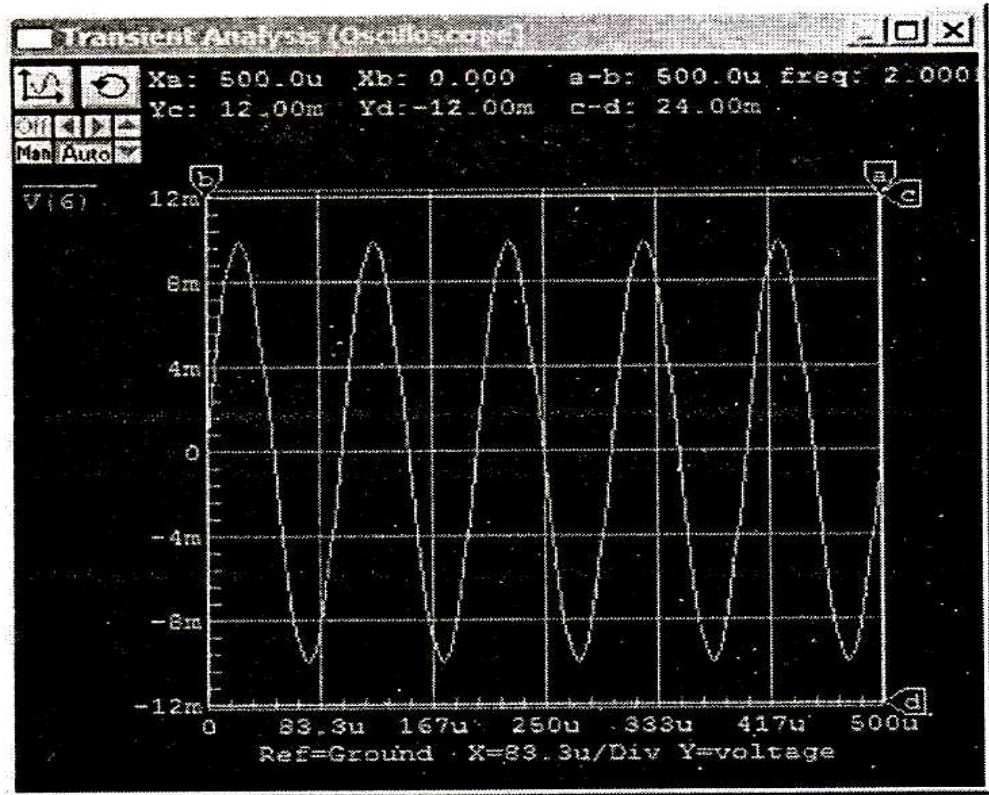 Transient Analysis (Oscilloscope)
Xa: 500.0u Xb: 0.000 a-b: 500.0u freq: 2.000
Yc: 12.00m Yd:-12.00m c-d: 24.00m
Off
Man Auto
b a
V(6) 12m c
8m
4m
0
-4m
-8m
-12m d
0 83.3u 167u 250u 333u 417u 500u
Ref=Ground X=83.3u/Div Y=voltage